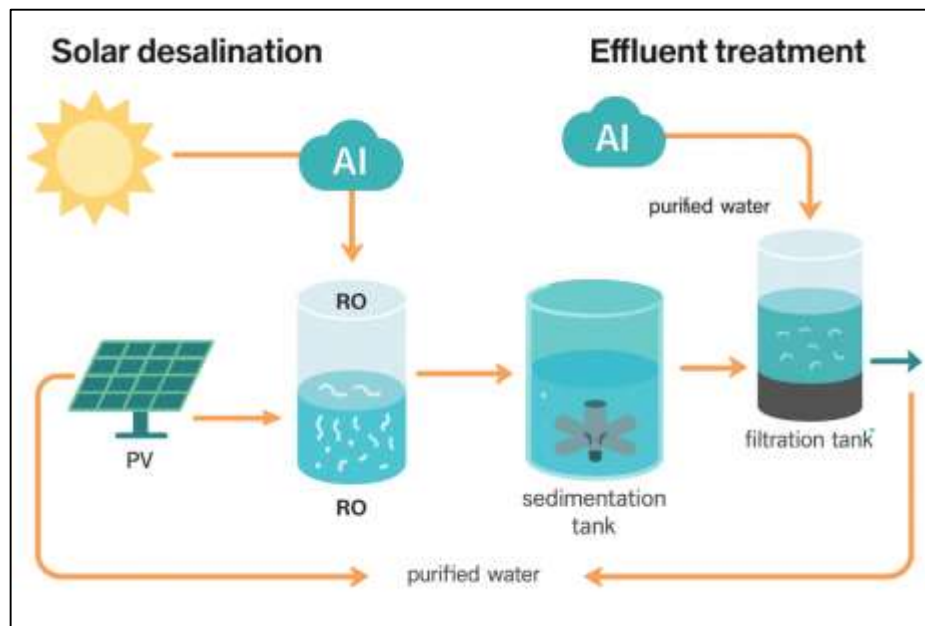 Solar desalination
Effluent treatment
AI
AI
purified water
RO
PV
RO
sedimentation
tank
filtration tank
purified water